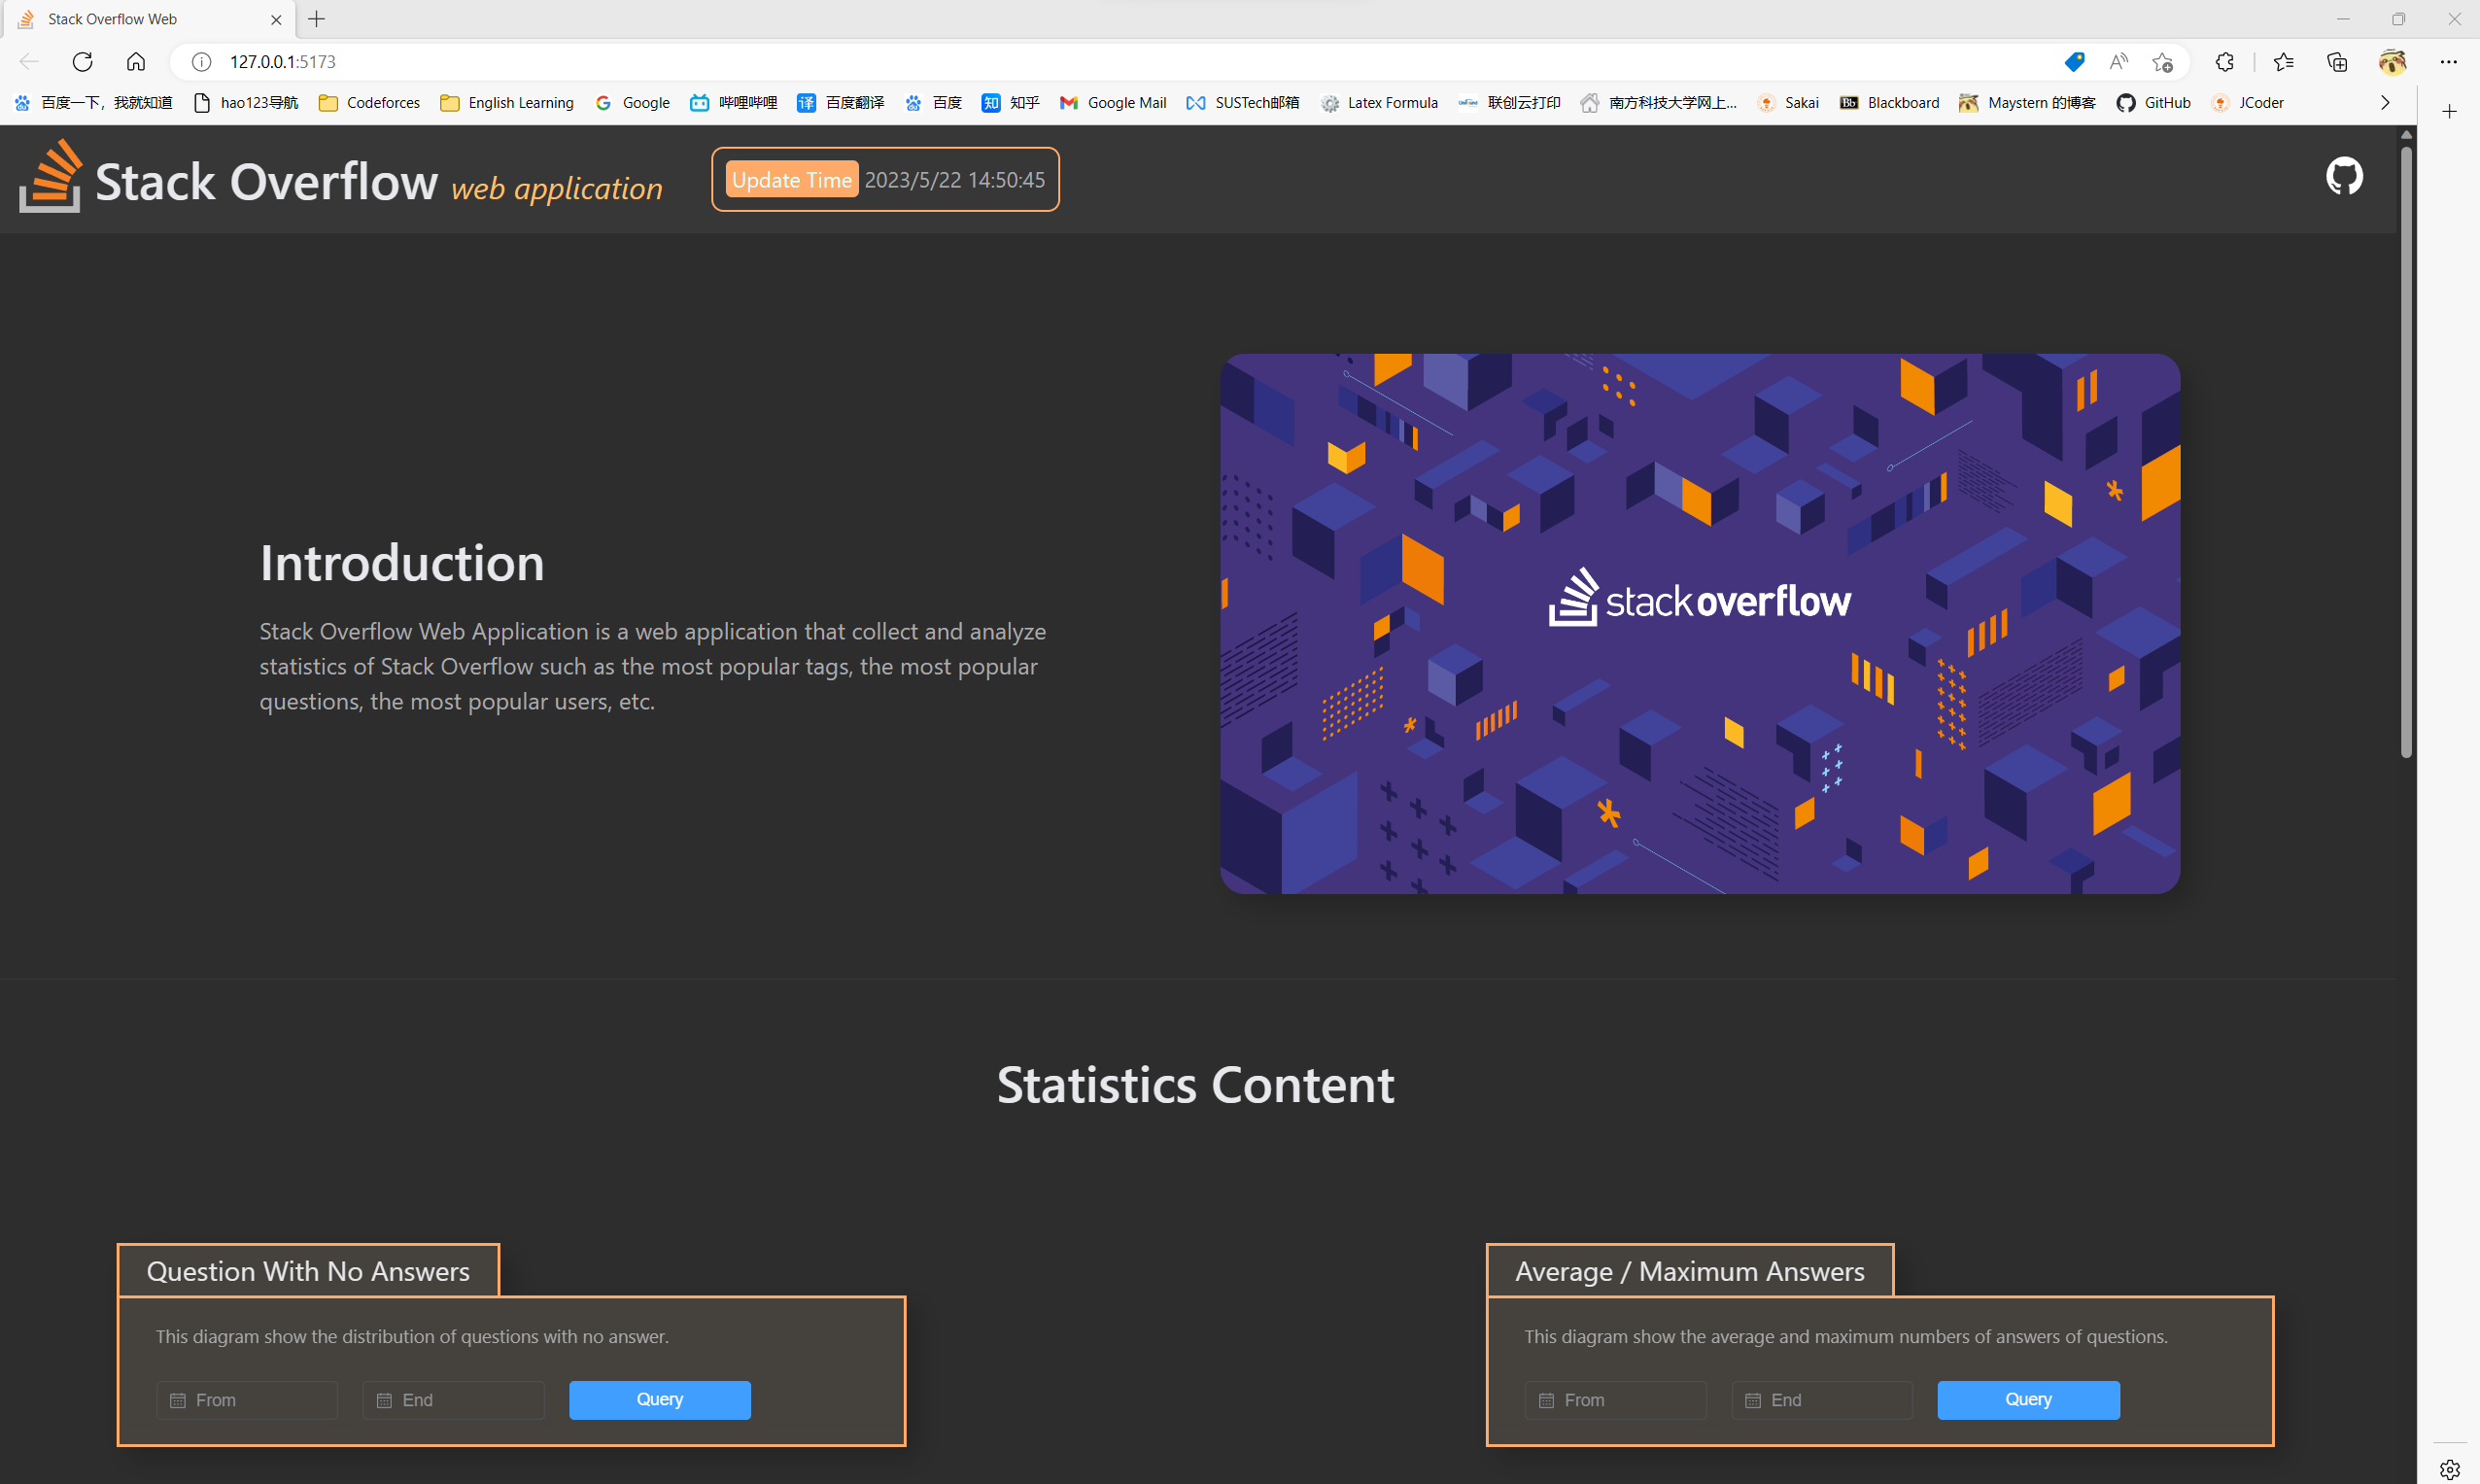 Stack Overflow Web
127.0.0.1:5173
百度一下，我就知道 hao123导航 Codeforces English Learning Google 哔哩哔哩 百度翻译 百度 知乎 Google Mail SUSTech邮箱 Latex Formula 联创云打印 南方科技大学网上... Sakai Blackboard Maystern 的博客 GitHub JCoder
Stack Overflow web application Update Time 2023/5/22 14:50:45
Introduction
Stack Overflow Web Application is a web application that collect and analyze
statistics of Stack Overflow such as the most popular tags, the most popular
questions, the most popular users, etc.
stackoverflow
Statistics Content
Question With No Answers
This diagram show the distribution of questions with no answer.
From End Query
Average / Maximum Answers
This diagram show the average and maximum numbers of answers of questions.
From End Query